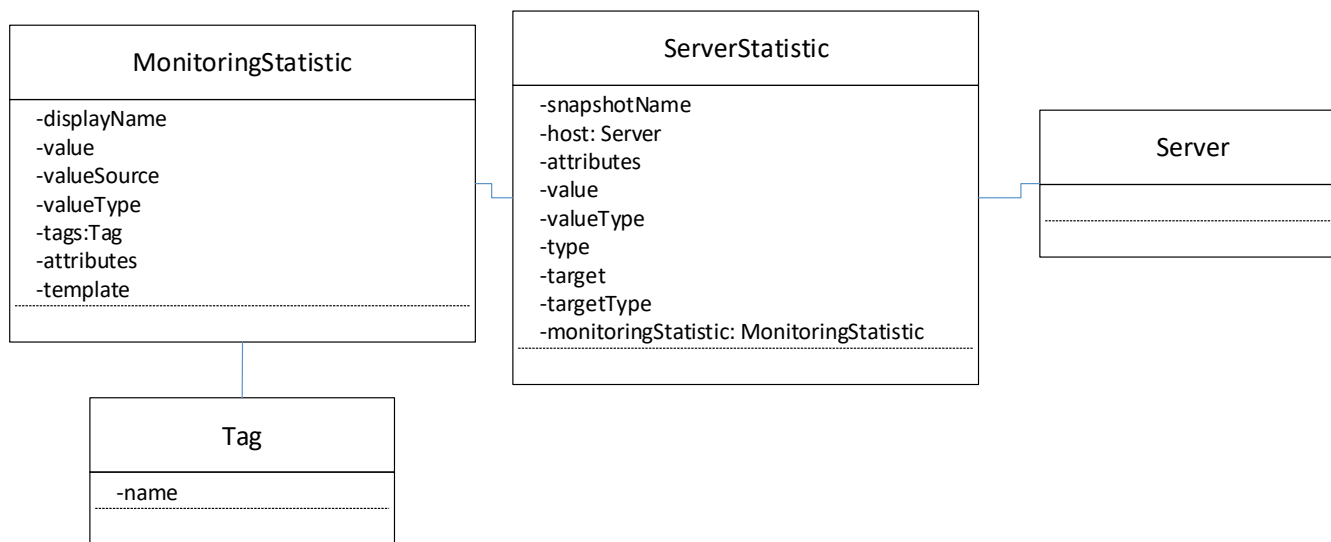 MonitoringStatistic
-displayName
-value
-valueSource
-valueType
-tags:Tag
-attributes
-template
ServerStatistic
-snapshotName
-host: Server
-attributes
-value
-valueType
-type
-target
-targetType
-monitoringStatistic: MonitoringStatistic
Server
Tag
-name